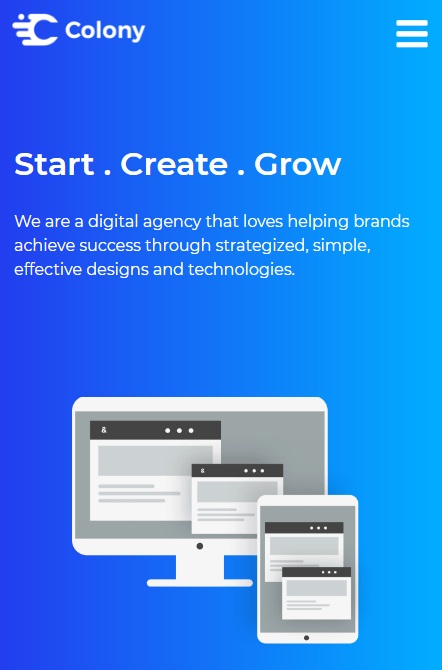 Colony
Start . Create . Grow
We are a digital agency that loves helping brands
achieve success through strategized, simple,
effective designs and technologies.
&
&